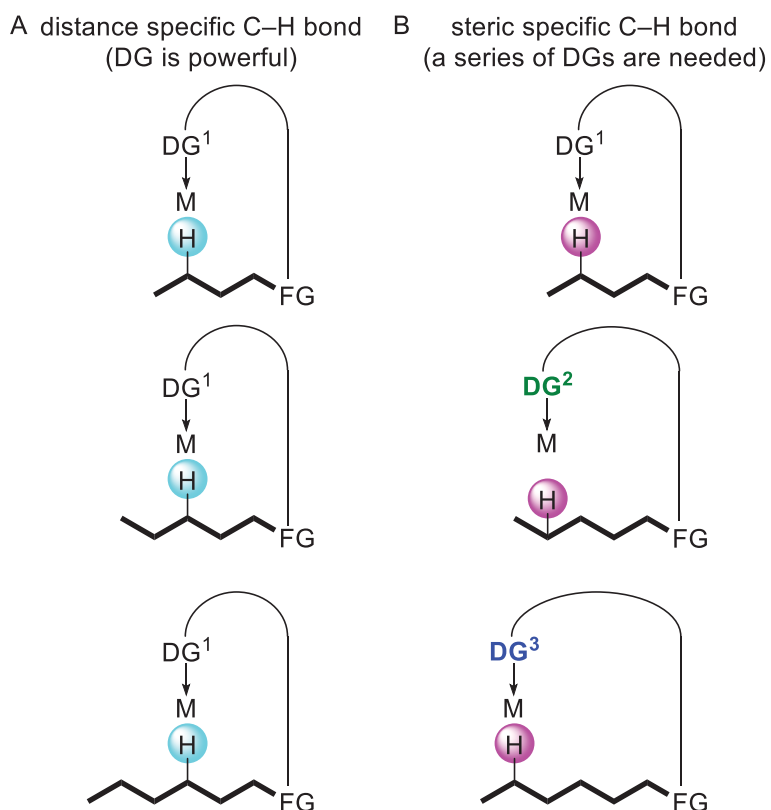 A distance specific C–H bond
(DG is powerful)
DG¹
M
H
FG
DG¹
M
H
FG
DG¹
M
H
FG
B steric specific C–H bond
(a series of DGs are needed)
DG¹
M
H
FG
DG²
M
H
FG
DG³
M
H
FG